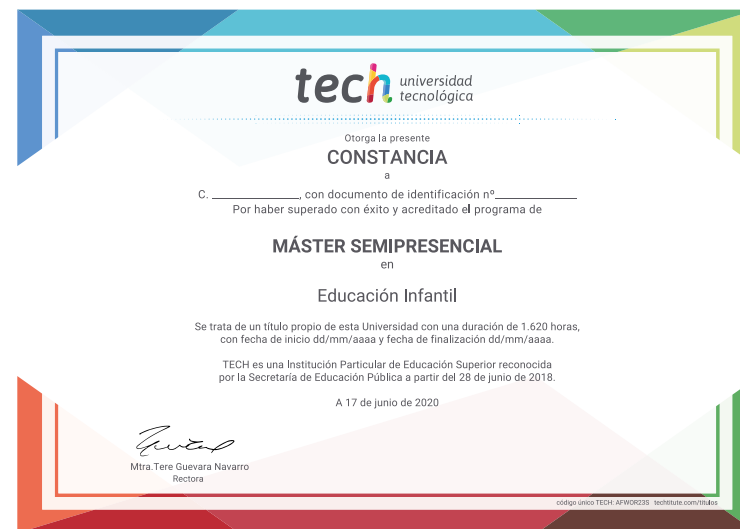 tech universidad
tecnológica
Otorga la presente
CONSTANCIA
a
C. ______________, con documento de identificación nº_____________
Por haber superado con éxito y acreditado el programa de
MÁSTER SEMIPRESENCIAL
en
Educación Infantil
Se trata de un título propio de esta Universidad con una duración de 1.620 horas,
con fecha de inicio dd/mm/aaaa y fecha de finalización dd/mm/aaaa.
TECH es una Institución Particular de Educación Superior reconocida
por la Secretaría de Educación Pública a partir del 28 de junio de 2018.
A 17 de junio de 2020
Mtra.Tere Guevara Navarro
Rectora
código único TECH: AFWOR23S techtitute.com/titulos